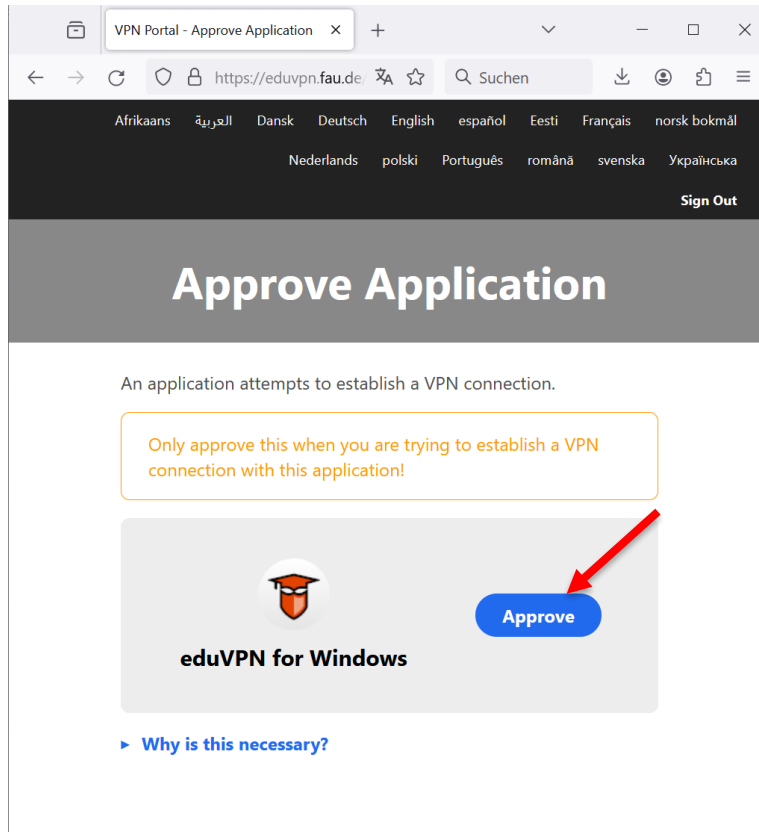 VPN Portal - Approve Application
https://eduvpn.fau.de/
Suchen
Afrikaans العربية Dansk Deutsch English español Eesti Français norsk bokmål
Nederlands polski Português română svenska Українська
Sign Out
Approve Application
An application attempts to establish a VPN connection.
Only approve this when you are trying to establish a VPN
connection with this application!
Approve
eduVPN for Windows
Why is this necessary?